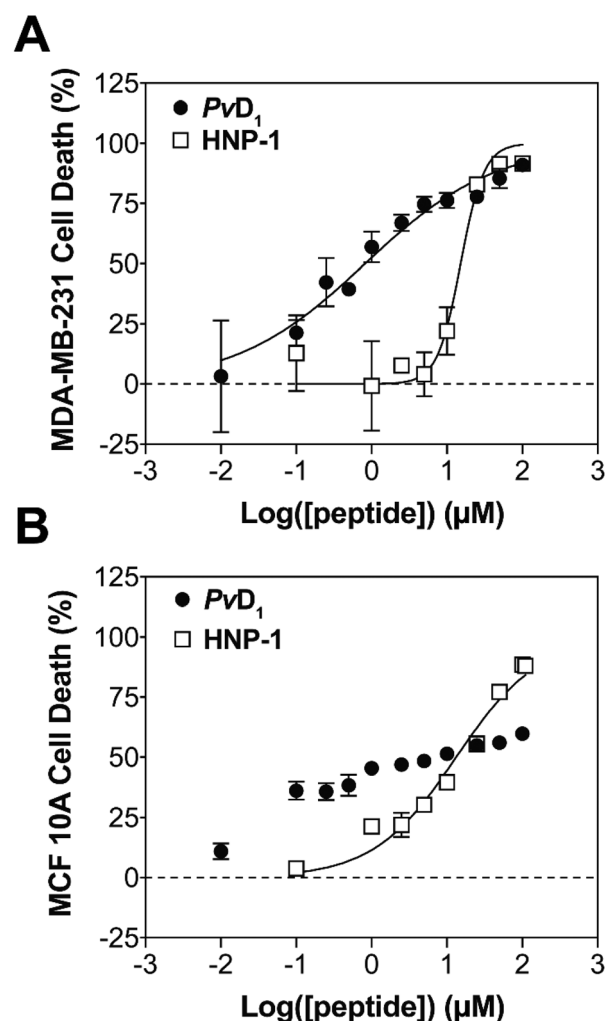 A
MDA-MB-231 Cell Death (%)
125
100
75
50
25
0
-25
PvD₁
HNP-1
-3 -2 -1 0 1 2 3
Log([peptide]) (µM)
B
MCF 10A Cell Death (%)
125
100
75
50
25
0
-25
PvD₁
HNP-1
-3 -2 -1 0 1 2 3
Log([peptide]) (µM)